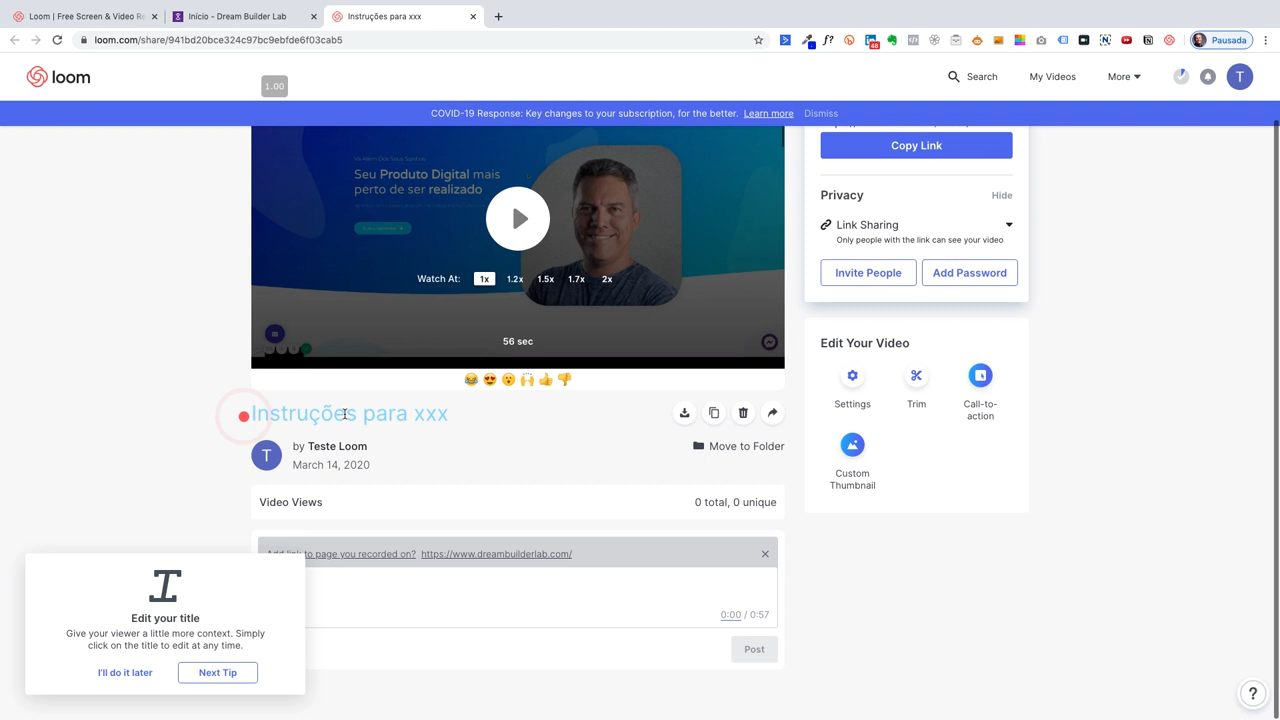 Loom | Free Screen & Video Re
Início - Dream Builder Lab
Instruções para xxx
loom.com/share/941bd20bce324c97bc9ebfde6f03cab5
f?
48
Pausada
loom
1.00
Search
My Videos
More
T
COVID-19 Response: Key changes to your subscription, for the better. Learn more Dismiss
Seu Produto Digital mais
perto de ser realizado
Watch At: 1x 1.2x 1.5x 1.7x 2x
56 sec
Copy Link
Privacy
Hide
Link Sharing
Only people with the link can see your video
Invite People
Add Password
Edit Your Video
Settings
Trim
Call-to-
action
Custom
Thumbnail
Instruções para xxx
T
by Teste Loom
March 14, 2020
Move to Folder
Video Views
0 total, 0 unique
Add link to page you recorded on? https://www.dreambuilderlab.com/
0:00 / 0:57
Post
Edit your title
Give your viewer a little more context. Simply
click on the title to edit at any time.
I'll do it later
Next Tip
?